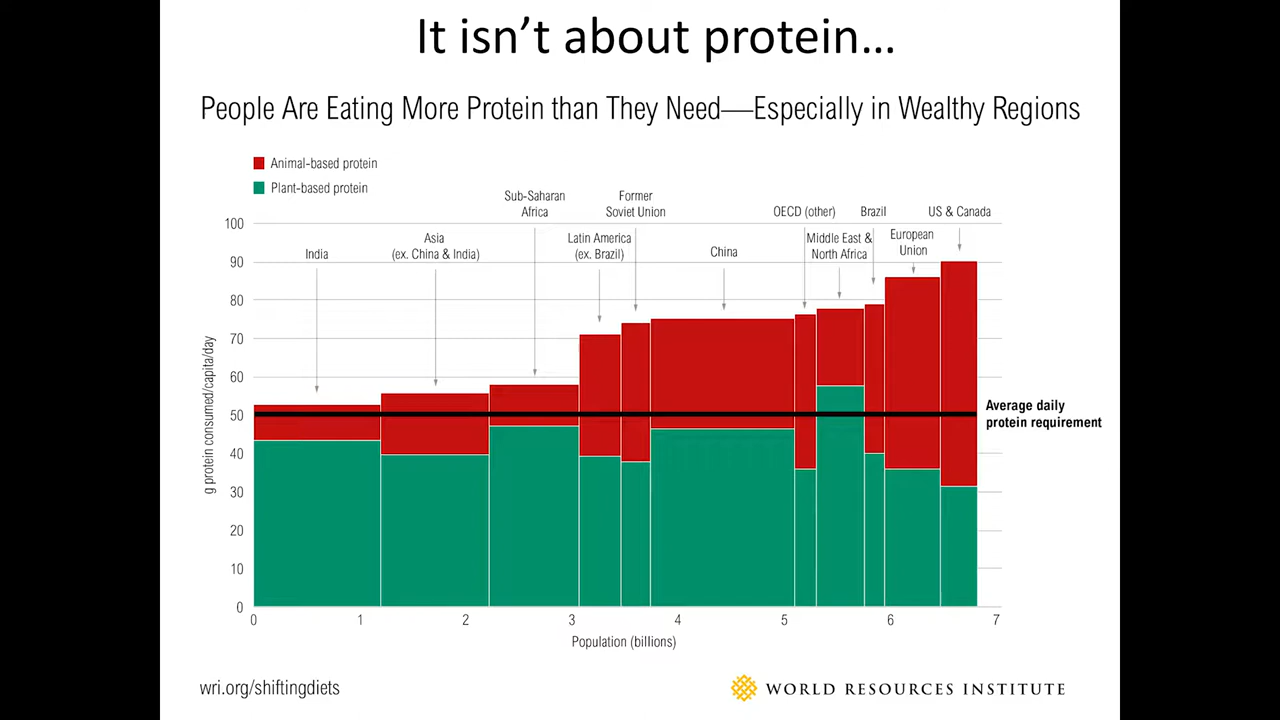 It isn't about protein...
People Are Eating More Protein than They Need—Especially in Wealthy Regions
Animal-based protein
Plant-based protein
Sub-Saharan
Africa
Former
Soviet Union
OECD (other)
Brazil
US & Canada
India
Asia
(ex. China & India)
Latin America
(ex. Brazil)
China
Middle East &
North Africa
European
Union
g protein consumed/capita/day
100
90
80
70
60
50
40
30
20
10
0
Average daily
protein requirement
0 1 2 3 4 5 6 7
Population (billions)
wri.org/shiftingdiets
WORLD RESOURCES INSTITUTE